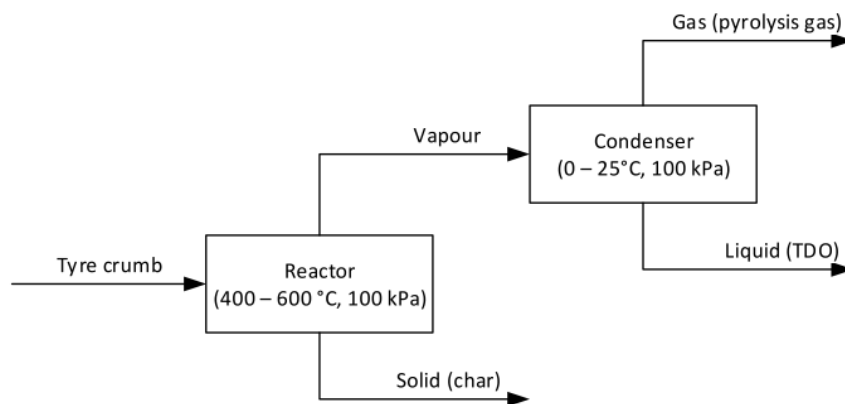 Gas (pyrolysis gas)
Vapour
Condenser
(0 – 25°C, 100 kPa)
Tyre crumb
Reactor
(400 – 600 °C, 100 kPa)
Liquid (TDO)
Solid (char)